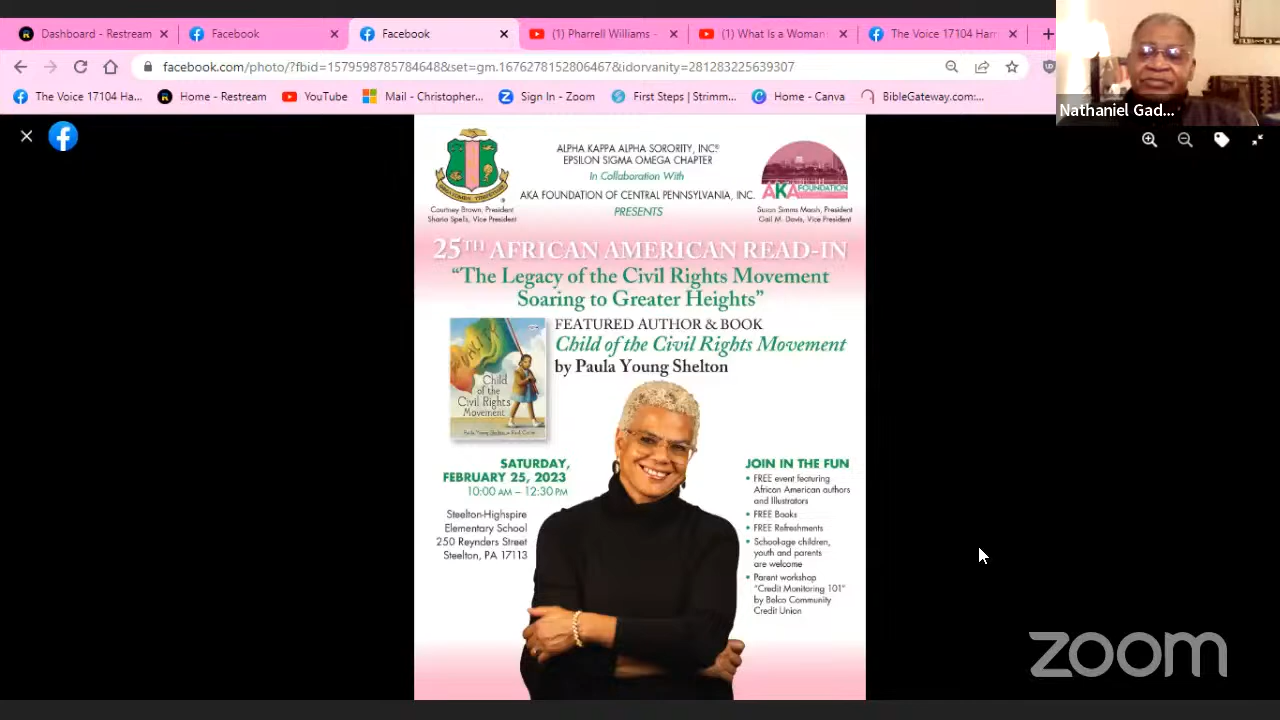 Dashboard - Restream
Facebook
Facebook
(1) Pharrell Williams -
(1) What Is a Woman
The Voice 17104 Harr
facebook.com/photo/?fbid=1579598785784648&set=gm.1676278152806467&idorvanity=281283225639307
The Voice 17104 Ha...
Home - Restream
YouTube
Mail - Christopher...
Sign In - Zoom
First Steps | Strimm...
Home - Canva
BibleGateway.com:...
Nathaniel Gad...
ALPHA KAPPA ALPHA SORORITY, INC.®
EPSILON SIGMA OMEGA CHAPTER
In Collaboration With
AKA FOUNDATION OF CENTRAL PENNSYLVANIA, INC.
PRESENTS
Courtney Brown, President
Sharia Spells, Vice President
AKA FOUNDATION
Susan Simms Marsh, President
Gail M. Davis, Vice President
25TH AFRICAN AMERICAN READ-IN
“The Legacy of the Civil Rights Movement
Soaring to Greater Heights”
FEATURED AUTHOR & BOOK
Child of the Civil Rights Movement
by Paula Young Shelton
Child
of the
Civil Rights
Movement
SATURDAY,
FEBRUARY 25, 2023
10:00 AM – 12:30 PM
Steelton-Highspire
Elementary School
250 Reynders Street
Steelton, PA 17113
JOIN IN THE FUN
• FREE event featuring
African American authors
and Illustrators
• FREE Books
• FREE Refreshments
• School-age children,
youth and parents
are welcome
• Parent workshop
"Credit Monitoring 101"
by Belco Community
Credit Union
zoom